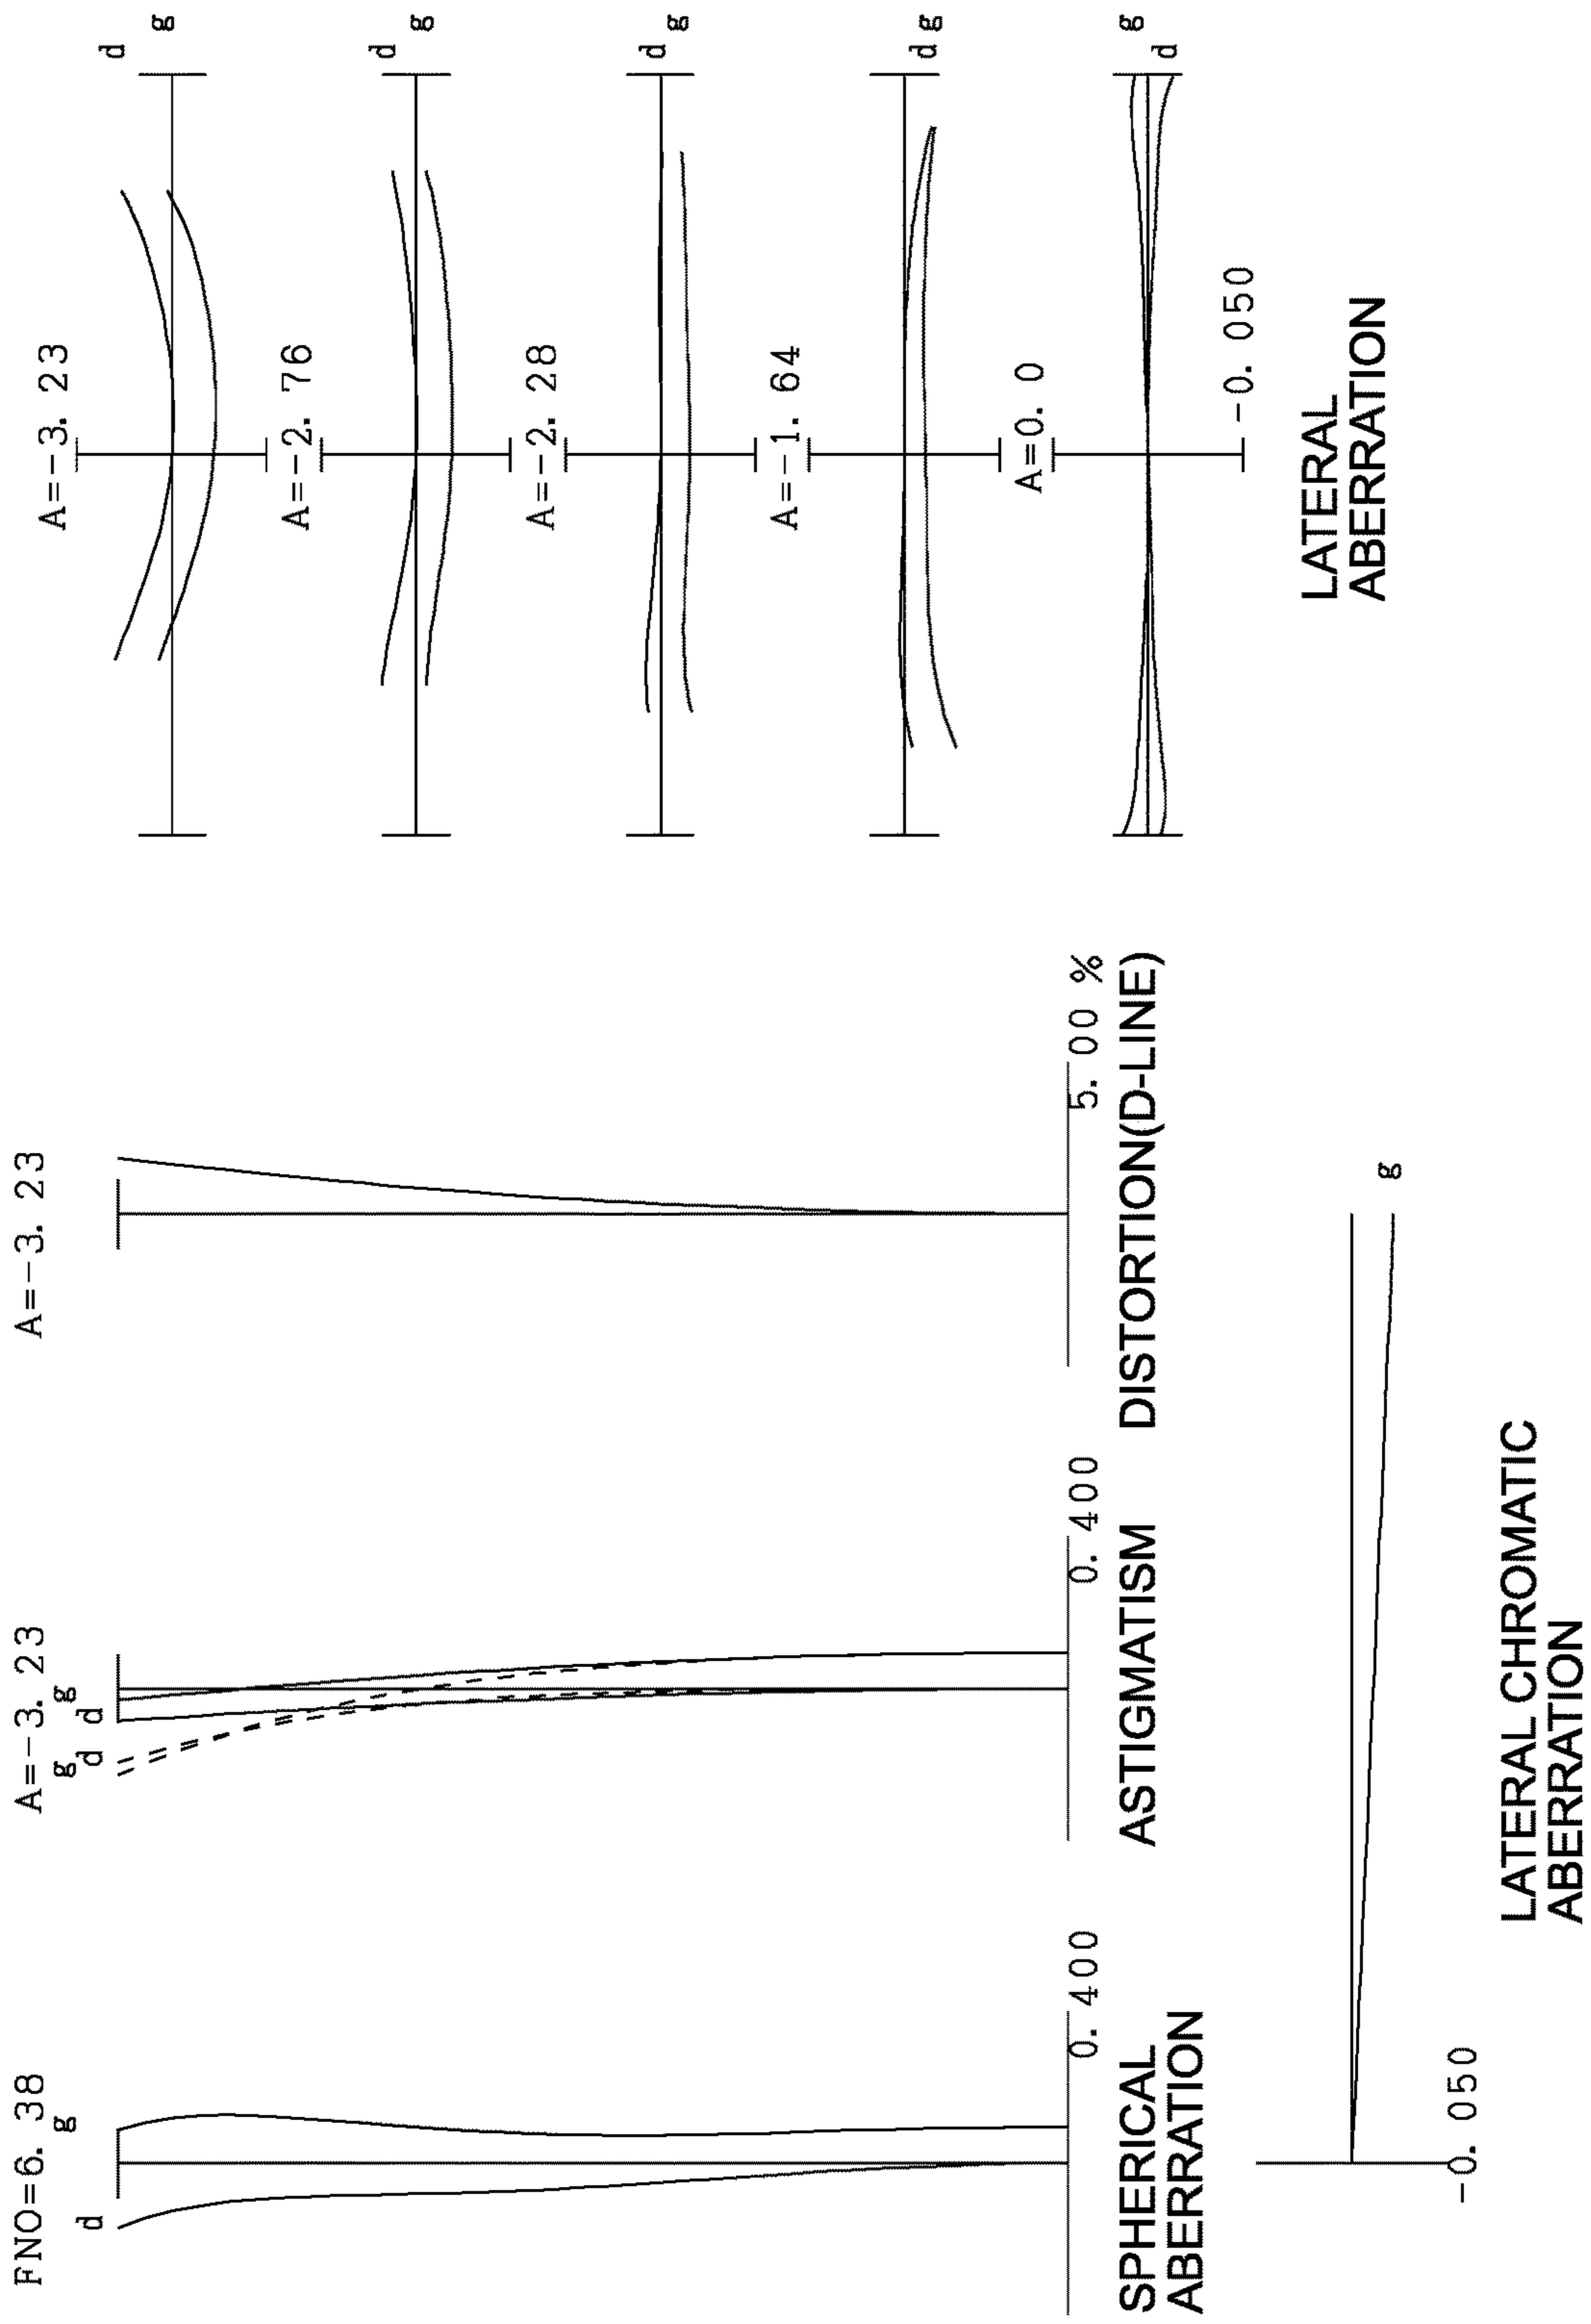 FNO=6. 38
d
g
0. 400
SPHERICAL
ABERRATION
A=-3. 23
g
d
d
g
0. 400
ASTIGMATISM
A=-3. 23
5. 00 %
DISTORTION(D-LINE)
-0. 050
g
LATERAL CHROMATIC
ABERRATION
A=-3. 23
d
g
A=-2. 76
d
g
A=-2. 28
d
g
A=-1. 64
d
g
A=0. 0
g
d
-0. 050
LATERAL
ABERRATION